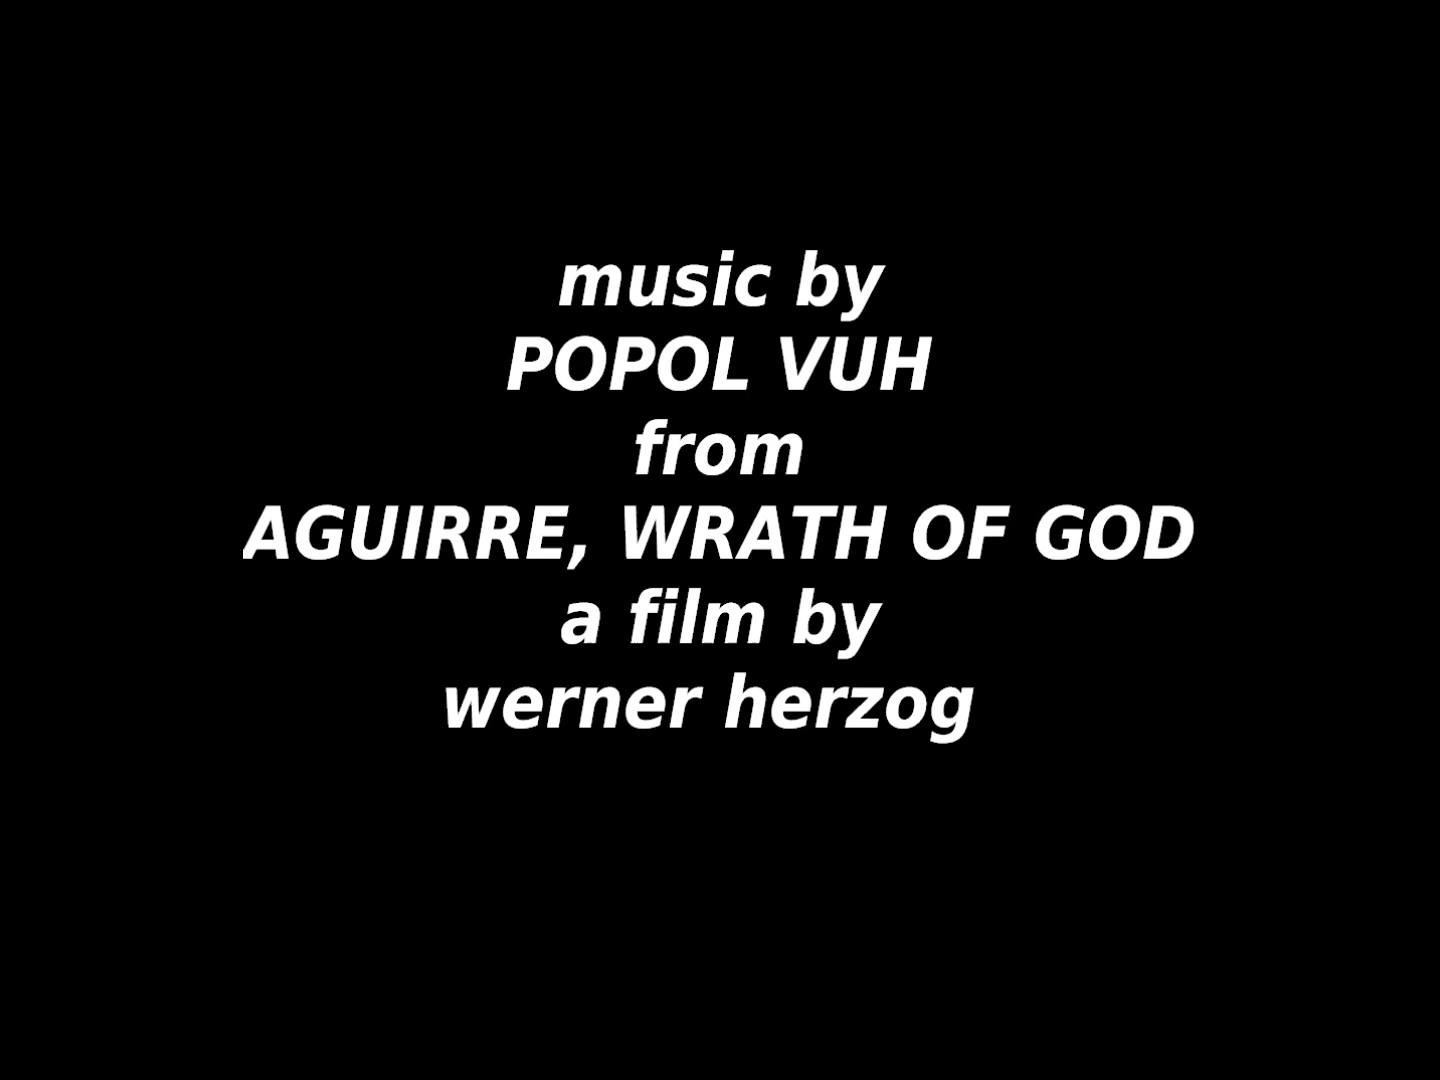 music by
POPOL VUH
from
AGUIRRE, WRATH OF GOD
a film by
werner herzog